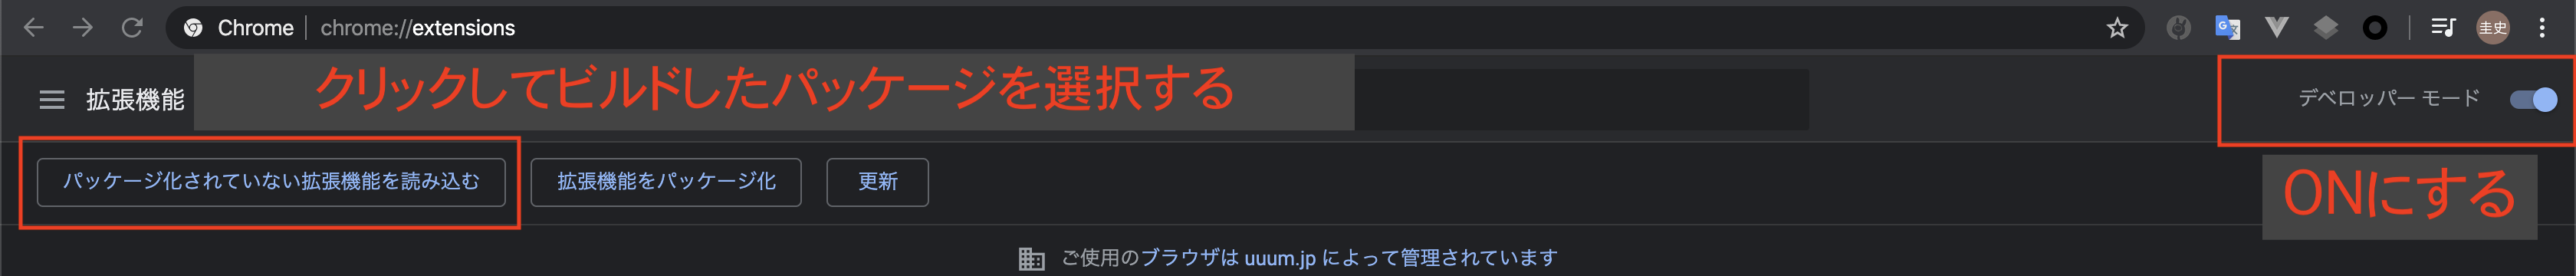 Chrome | chrome://extensions
圭史
クリックしてビルドしたパッケージを選択する
拡張機能
デベロッパー モード
パッケージ化されていない拡張機能を読み込む
拡張機能をパッケージ化
更新
ONにする
ご使用のブラウザは uuum.jp によって管理されています